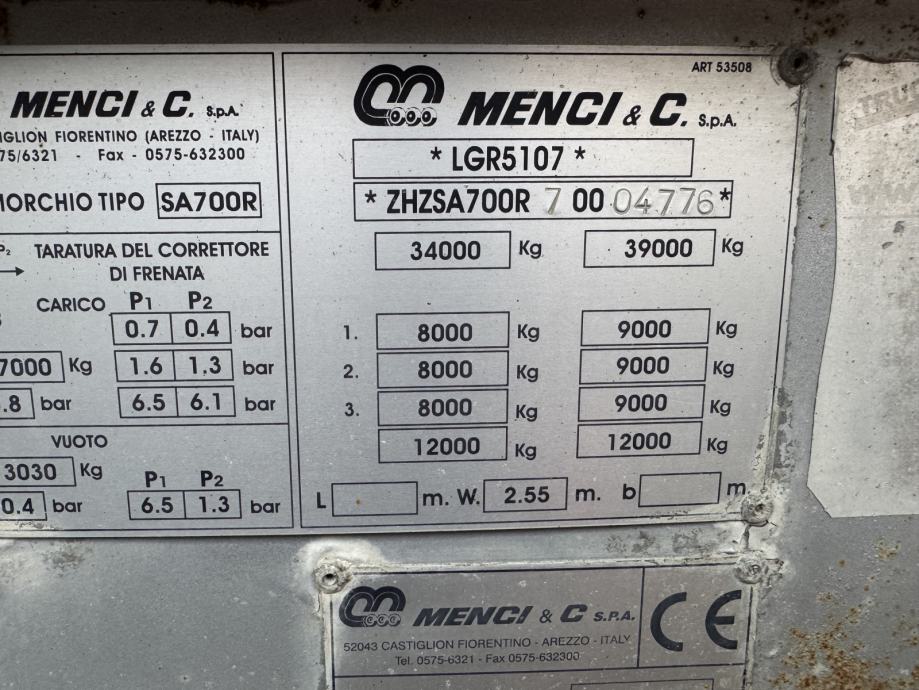 MENCI & C. S.p.A.
GLION FIORENTINO (AREZZO - ITALY)
75/6321 - Fax - 0575-632300
TIPO SA700R
P2 TARATURA DEL CORRETTORE
DI FRENATA
CARICO P1 P2
0.7 0.4 bar
7000 Kg 1.6 1.3 bar
.8 bar 6.5 6.1 bar
VUOTO
3030 Kg P1 P2
0.4 bar 6.5 1.3 bar
ART 53508
MENCI & C. S.p.A.
* LGR5107 *
* ZHZSA700R 7 00 04776 *
34000 Kg 39000 Kg
1. 8000 Kg 9000 Kg
2. 8000 Kg 9000 Kg
3. 8000 Kg 9000 Kg
12000 Kg 12000 Kg
L m. W. 2.55 m. b m
MENCI & C S.P.A. CE
52043 CASTIGLION FIORENTINO - AREZZO - ITALY
Tel. 0575-6321 - Fax 0575-632300